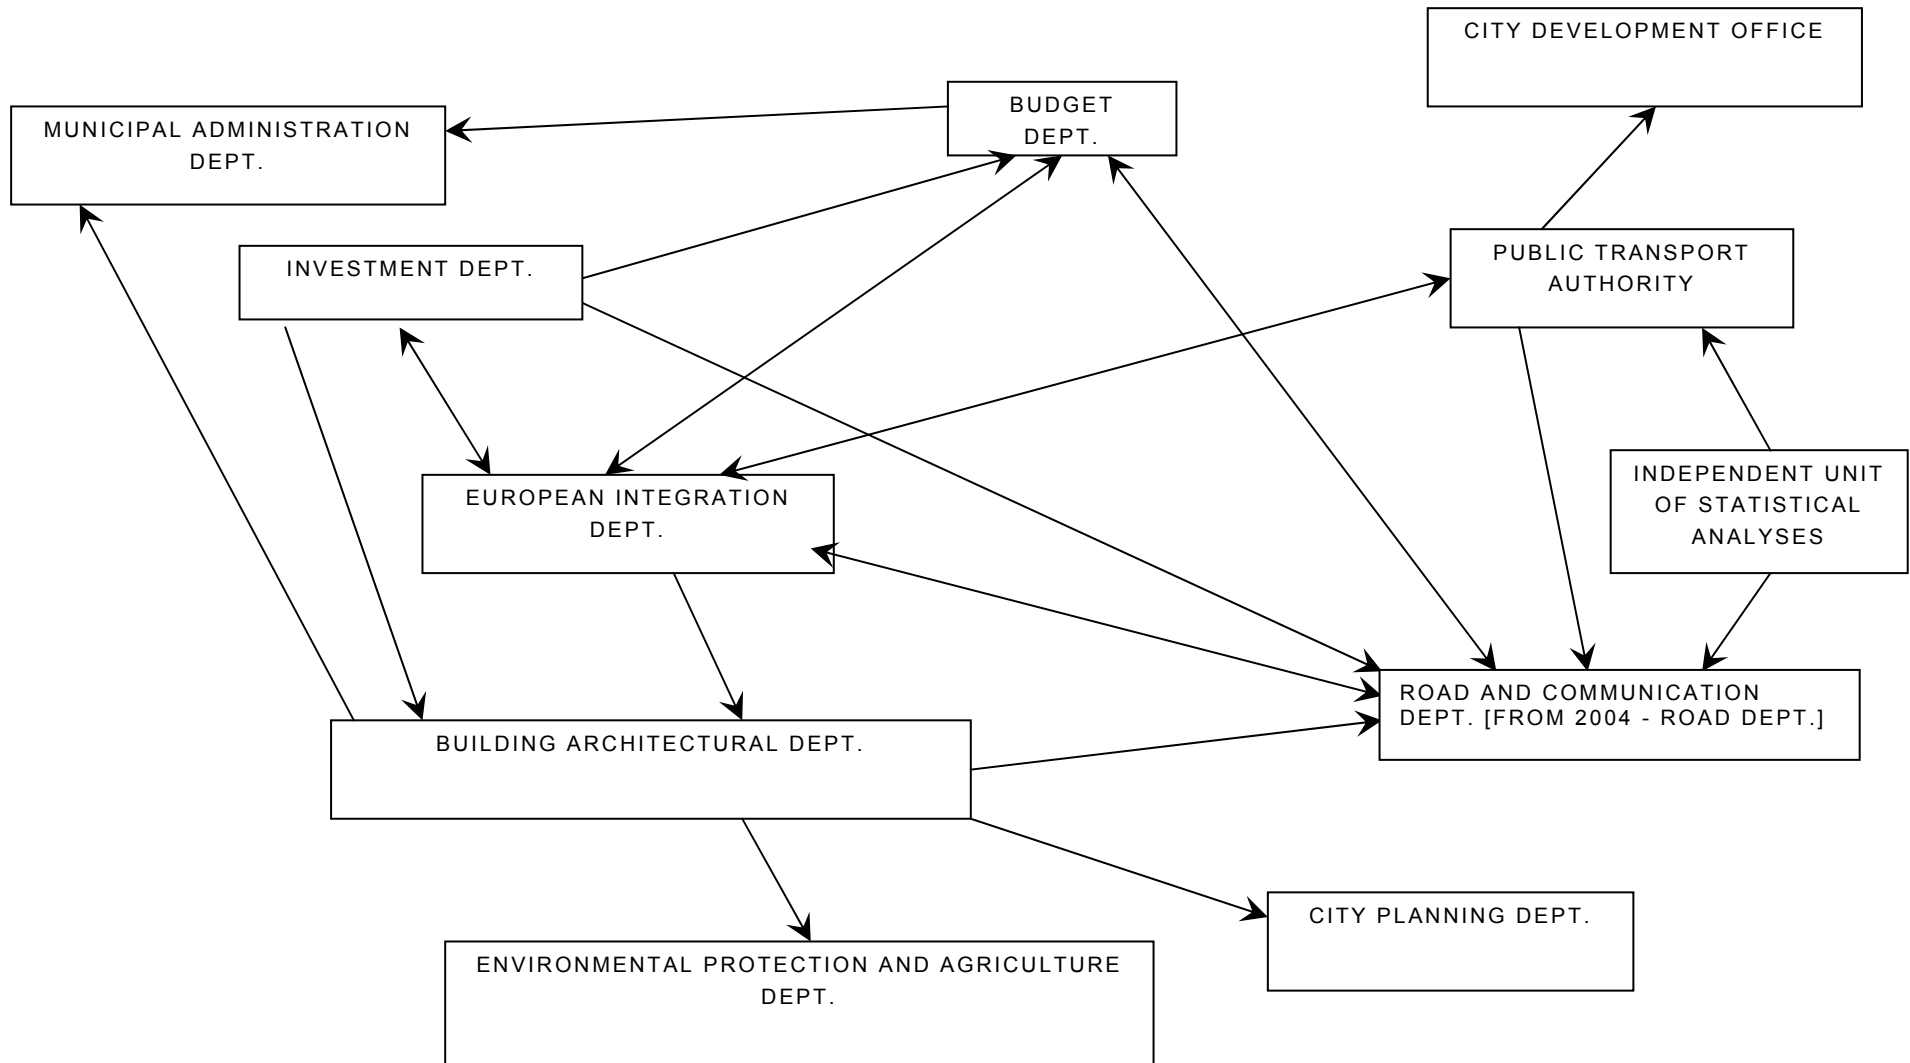 CITY DEVELOPMENT OFFICE
BUDGET
DEPT.
MUNICIPAL ADMINISTRATION
DEPT.
INVESTMENT DEPT.
PUBLIC TRANSPORT
AUTHORITY
EUROPEAN INTEGRATION
DEPT.
INDEPENDENT UNIT
OF STATISTICAL
ANALYSES
ROAD AND COMMUNICATION
DEPT. [FROM 2004 - ROAD DEPT.]
BUILDING ARCHITECTURAL DEPT.
CITY PLANNING DEPT.
ENVIRONMENTAL PROTECTION AND AGRICULTURE
DEPT.